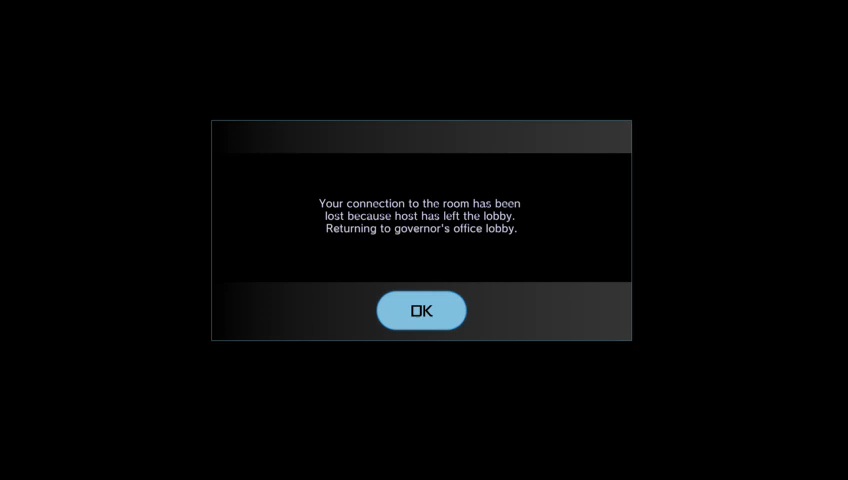 Your connection to the room has been
lost because host has left the lobby.
Returning to governor's office lobby.
OK